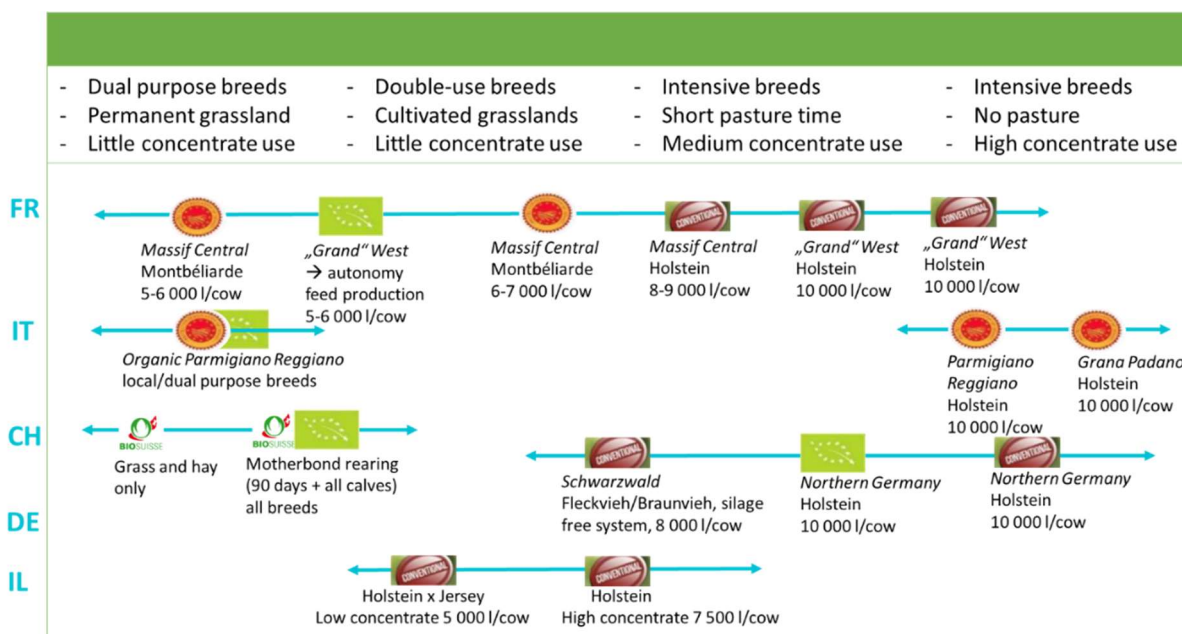 - Dual purpose breeds
- Permanent grassland
- Little concentrate use
- Double-use breeds
- Cultivated grasslands
- Little concentrate use
- Intensive breeds
- Short pasture time
- Medium concentrate use
- Intensive breeds
- No pasture
- High concentrate use
FR
Massif Central
Montbéliarde
5-6 000 l/cow
„Grand“ West
→ autonomy
feed production
5-6 000 l/cow
Massif Central
Montbéliarde
6-7 000 l/cow
CONVENTIONAL
Massif Central
Holstein
8-9 000 l/cow
CONVENTIONAL
„Grand“ West
Holstein
10 000 l/cow
CONVENTIONAL
„Grand“ West
Holstein
10 000 l/cow
IT
Organic Parmigiano Reggiano
local/dual purpose breeds
Parmigiano
Reggiano
Holstein
10 000 l/cow
Grana Padano
Holstein
10 000 l/cow
CH
BIOSUISSE
Grass and hay
only
BIOSUISSE
Motherbond rearing
(90 days + all calves)
all breeds
DE
CONVENTIONAL
Schwarzwald
Fleckvieh/Braunvieh, silage
free system, 8 000 l/cow
Northern Germany
Holstein
10 000 l/cow
CONVENTIONAL
Northern Germany
Holstein
10 000 l/cow
IL
CONVENTIONAL
Holstein x Jersey
Low concentrate 5 000 l/cow
CONVENTIONAL
Holstein
High concentrate 7 500 l/cow